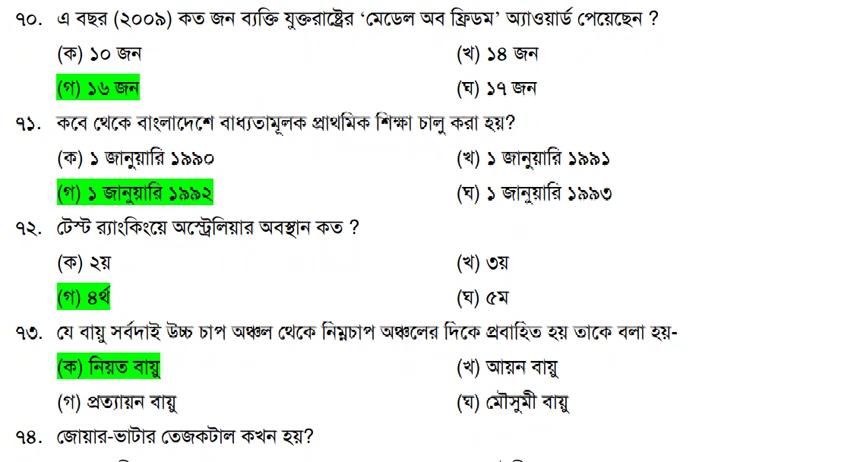 ৭০. এ বছর (২০০৯) কত জন ব্যক্তি যুক্তরাষ্ট্রের ‘মেডেল অব ফ্রিডম’ অ্যাওয়ার্ড পেয়েছেন ?
(ক) ১০ জন (খ) ১৪ জন
(গ) ১৬ জন (ঘ) ১৭ জন
৭১. কবে থেকে বাংলাদেশে বাধ্যতামূলক প্রাথমিক শিক্ষা চালু করা হয়?
(ক) ১ জানুয়ারি ১৯৯০ (খ) ১ জানুয়ারি ১৯৯১
(গ) ১ জানুয়ারি ১৯৯২ (ঘ) ১ জানুয়ারি ১৯৯৩
৭২. টেস্ট র‍্যাংকিংয়ে অস্ট্রেলিয়ার অবস্থান কত ?
(ক) ২য় (খ) ৩য়
(গ) ৪র্থ (ঘ) ৫ম
৭৩. যে বায়ু সর্বদাই উচ্চ চাপ অঞ্চল থেকে নিম্নচাপ অঞ্চলের দিকে প্রবাহিত হয় তাকে বলা হয়-
(ক) নিয়ত বায়ু (খ) আয়ন বায়ু
(গ) প্রত্যায়ন বায়ু (ঘ) মৌসুমী বায়ু
৭৪. জোয়ার-ভাটার তেজকটাল কখন হয়?